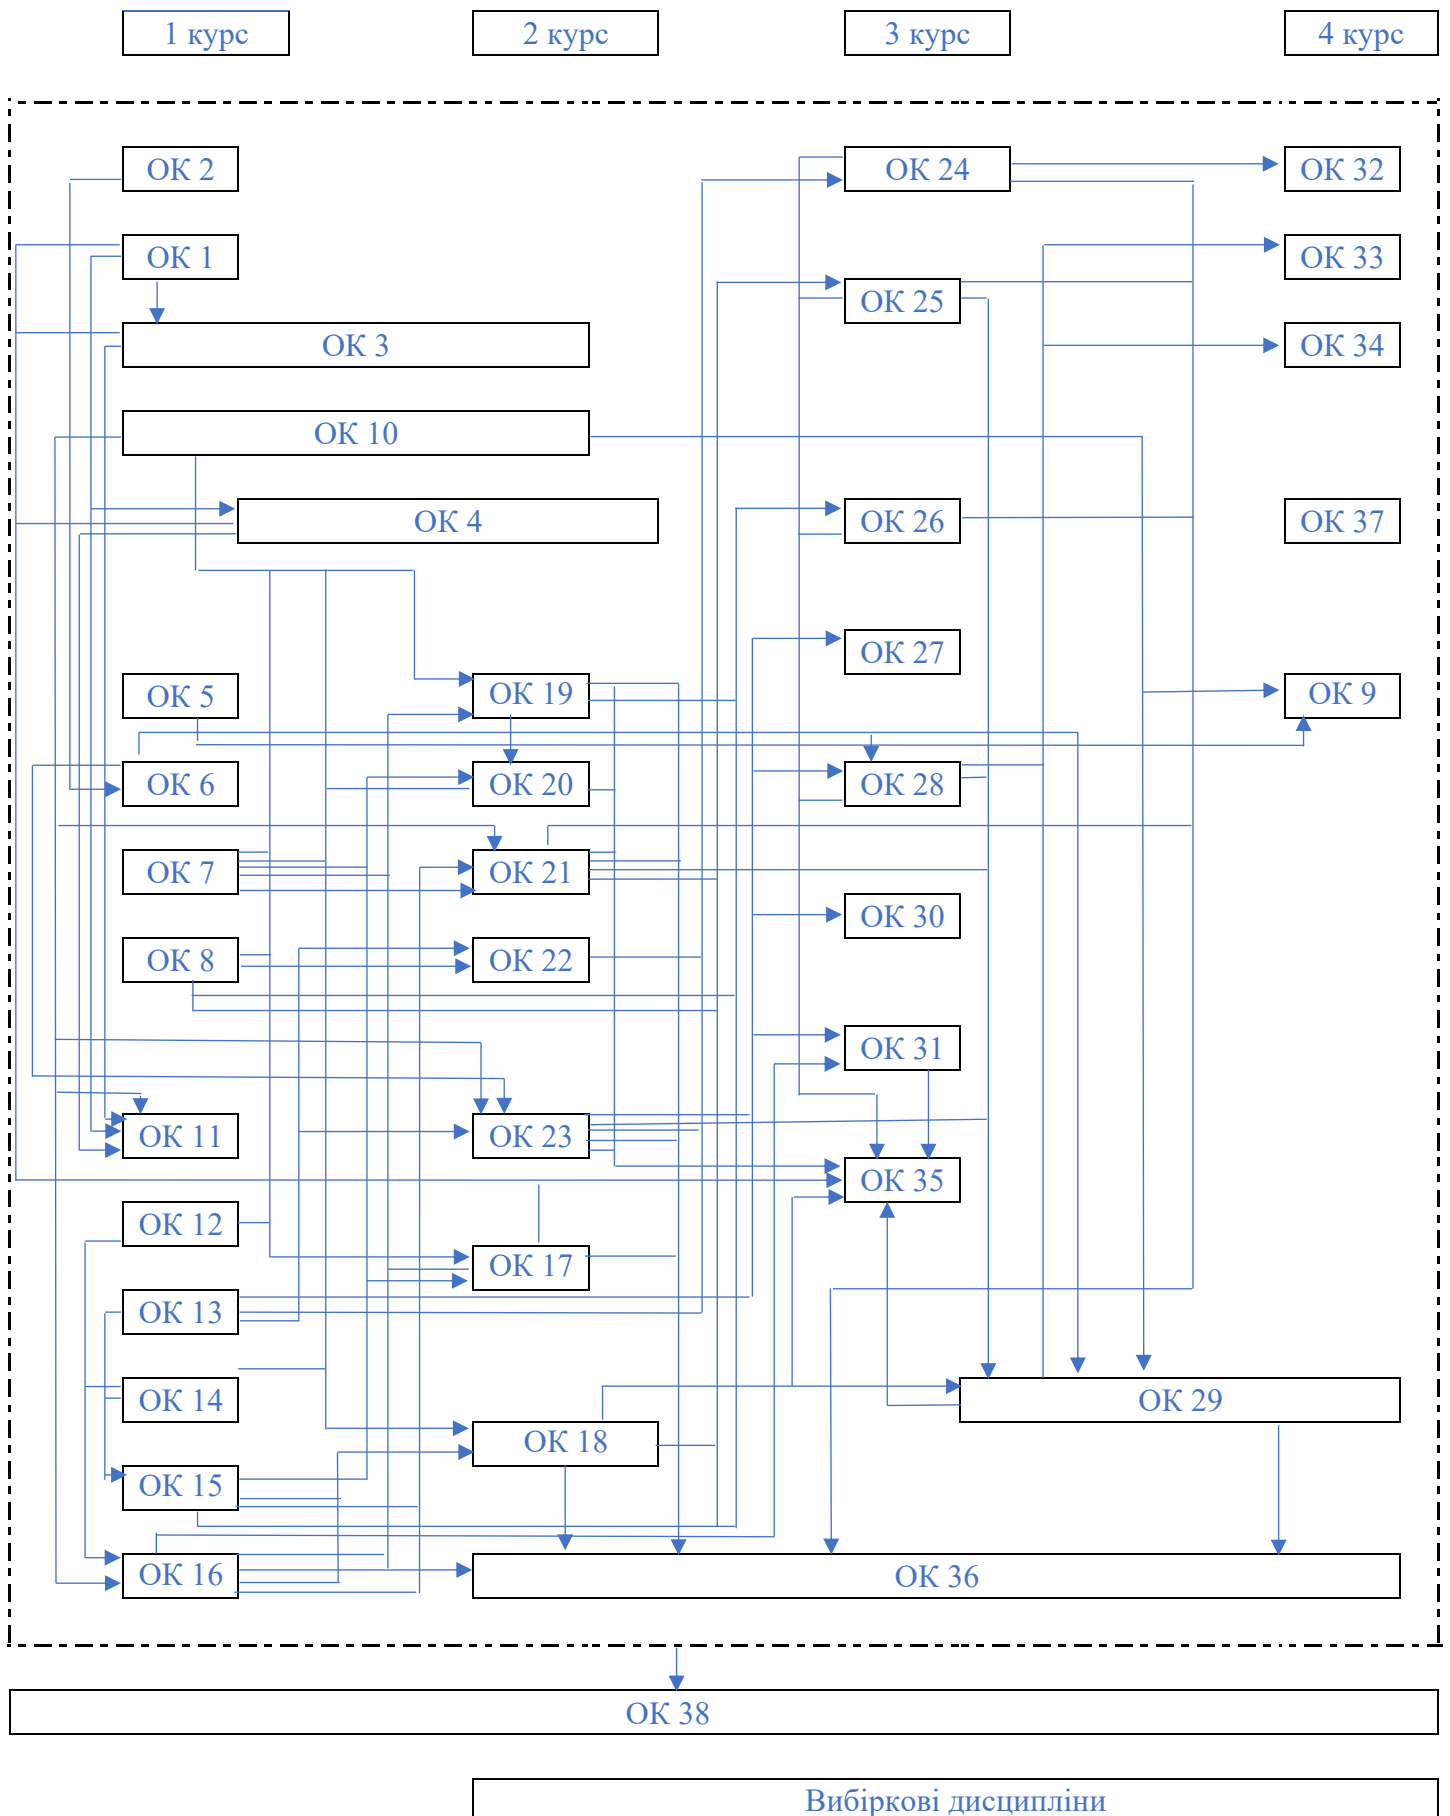 1 курс 2 курс 3 курс 4 курс
ОК 2 ОК 24 ОК 32
ОК 1 ОК 33
ОК 25
ОК 3 ОК 34
ОК 10
ОК 4 ОК 26 ОК 37
ОК 27
ОК 5 ОК 19 ОК 9
ОК 6 ОК 20 ОК 28
ОК 7 ОК 21
ОК 30
ОК 8 ОК 22
ОК 31
ОК 11 ОК 23
ОК 35
ОК 12
ОК 17
ОК 13
ОК 14 ОК 29
ОК 18
ОК 15
ОК 16 ОК 36
ОК 38
Вибіркові дисципліни